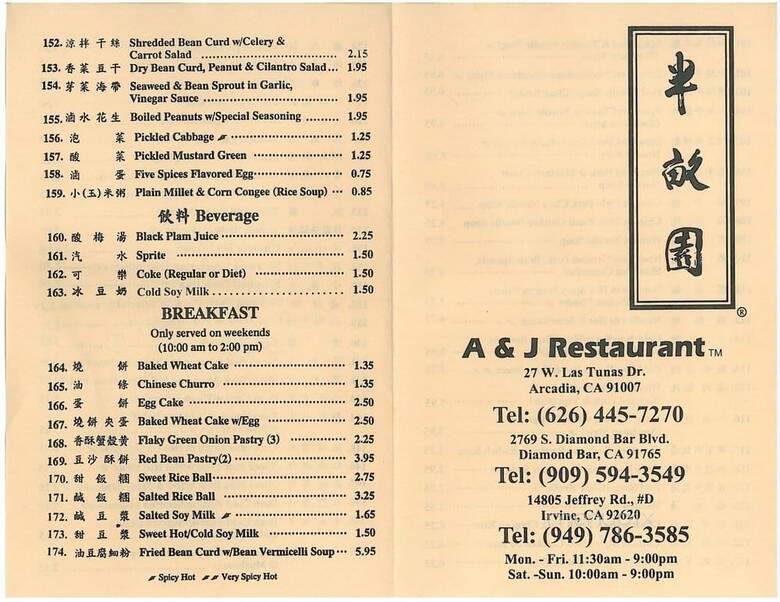 152. 涼拌干絲 Shredded Bean Curd w/Celery &
Carrot Salad ........................ 2.15
153. 香菜豆干 Dry Bean Curd, Peanut & Cilantro Salad... 1.95
154. 芽菜海帶 Seaweed & Bean Sprout in Garlic,
Vinegar Sauce ........................ 1.95
155. 滷水花生 Boiled Peanuts w/Special Seasoning ........ 1.95
156. 泡菜 Pickled Cabbage ........................ 1.25
157. 酸菜 Pickled Mustard Green ........................ 1.25
158. 滷蛋 Five Spices Flavored Egg ........................ 0.75
159. 小(玉)米粥 Plain Millet & Corn Congee (Rice Soup) ... 0.85
飲料 Beverage
160. 酸梅湯 Black Plam Juice ........................ 2.25
161. 汽水 Sprite ........................ 1.50
162. 可樂 Coke (Regular or Diet) ........................ 1.50
163. 冰豆奶 Cold Soy Milk ........................ 1.50
BREAKFAST
Only served on weekends
(10:00 am to 2:00 pm)
164. 燒餅 Baked Wheat Cake ........................ 1.35
165. 油條 Chinese Churro ........................ 1.35
166. 蛋餅 Egg Cake ........................ 2.50
167. 燒餅夾蛋 Baked Wheat Cake w/Egg ........................ 2.50
168. 香酥蟹殼黃 Flaky Green Onion Pastry (3) ............ 2.25
169. 豆沙酥餅 Red Bean Pastry(2) ........................ 3.95
170. 甜飯糰 Sweet Rice Ball ........................ 2.75
171. 鹹飯糰 Salted Rice Ball ........................ 3.25
172. 鹹豆漿 Salted Soy Milk ........................ 1.65
173. 甜豆漿 Sweet Hot/Cold Soy Milk ........................ 1.50
174. 油豆腐細粉 Fried Bean Curd w/Bean Vermicelli Soup ... 5.95
Spicy Hot Very Spicy Hot
半
畝
園
®
A & J Restaurant TM
27 W. Las Tunas Dr.
Arcadia, CA 91007
Tel: (626) 445-7270
2769 S. Diamond Bar Blvd.
Diamond Bar, CA 91765
Tel: (909) 594-3549
14805 Jeffrey Rd., #D
Irvine, CA 92620
Tel: (949) 786-3585
Mon. - Fri. 11:30am - 9:00pm
Sat. -Sun. 10:00am - 9:00pm